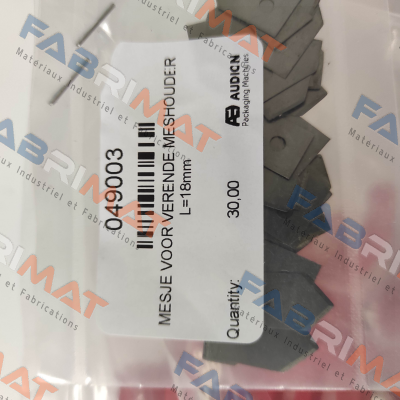 049003
MESJE VOOR VERENDE MESHOUDER
L=18mm
Quantity: 30,00
AUDION
Packaging Machines
FABRIMAT
Materiaux Industriel et Fabrications
FABRIMAT
Materiaux Industriel et Fabrications
FABRIMAT
Materiaux Industriel et Fabrications